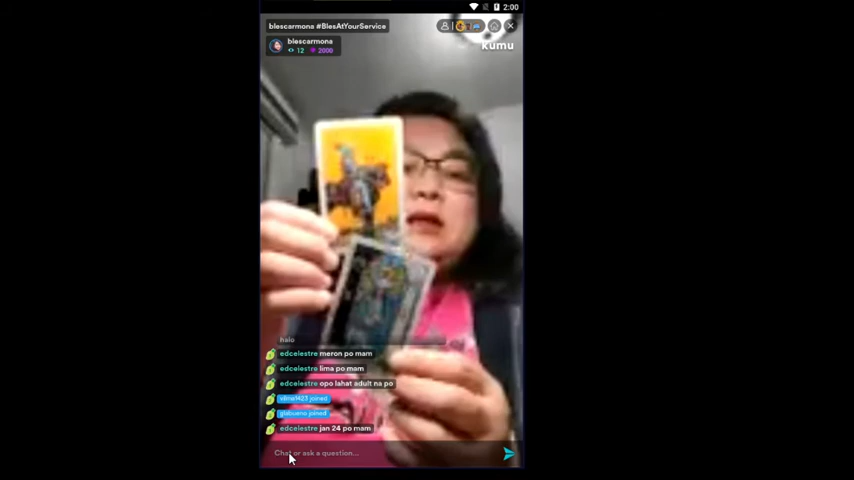 2:00
blescarmona #BlesAtYourService
blescarmona
12 2000
kumu
halo
edcelestre meron po mam
edcelestre lima po mam
edcelestre opo lahat adult na po
joined
glabueno joined
edcelestre jan 24 po mam
Chat or ask a question...